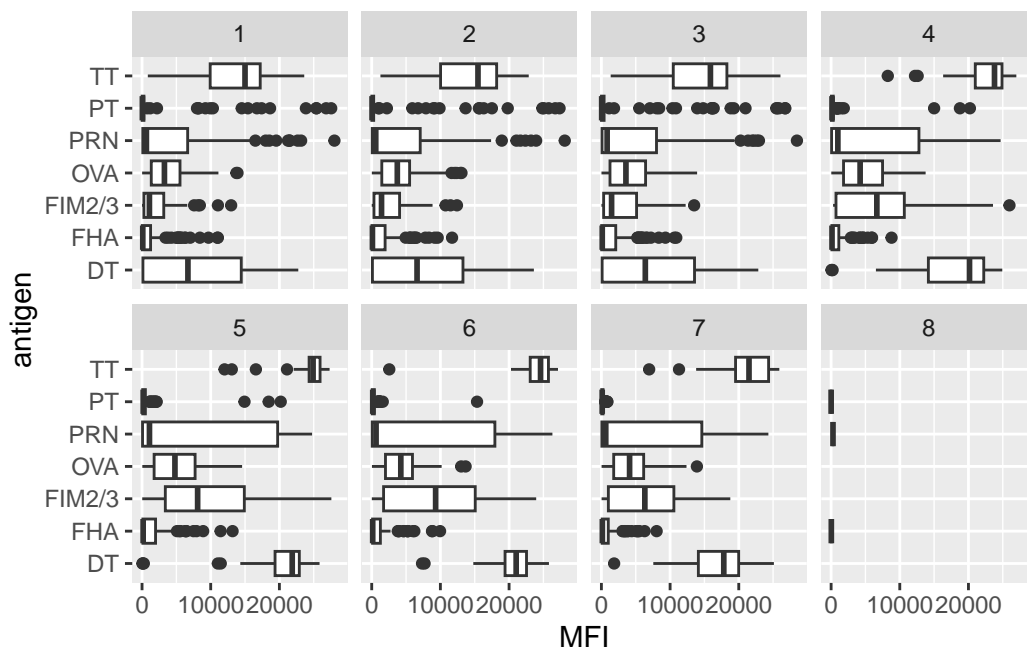 1 2 3 4
TT
PT
PRN
OVA
FIM2/3
FHA
DT
antigen
5 6 7 8
TT
PT
PRN
OVA
FIM2/3
FHA
DT
0 10000 20000 0 10000 20000 0 10000 20000 0 10000 20000
MFI